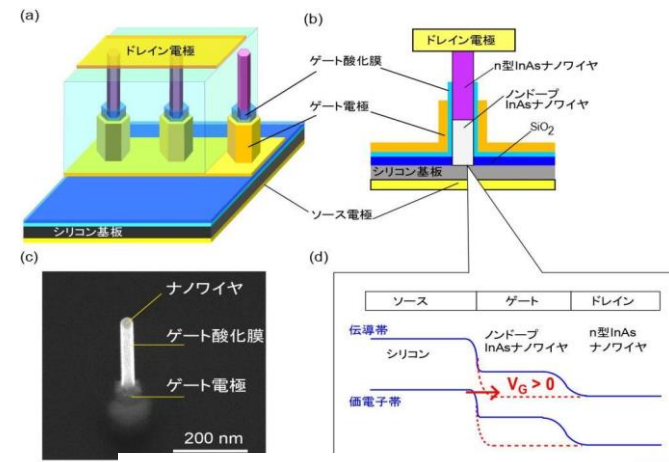 (a)
ドレイン電極
シリコン基板
ゲート酸化膜
ゲート電極
ソース電極
(b)
ドレイン電極
n型InAsナノワイヤ
ノンドープ
InAsナノワイヤ
SiO2
シリコン基板
(c)
ナノワイヤ
ゲート酸化膜
ゲート電極
200 nm
(d)
ソース
ゲート
ドレイン
伝導帯
シリコン
ノンドープ
InAsナノワイヤ
n型InAs
ナノワイヤ
VG > 0
価電子帯